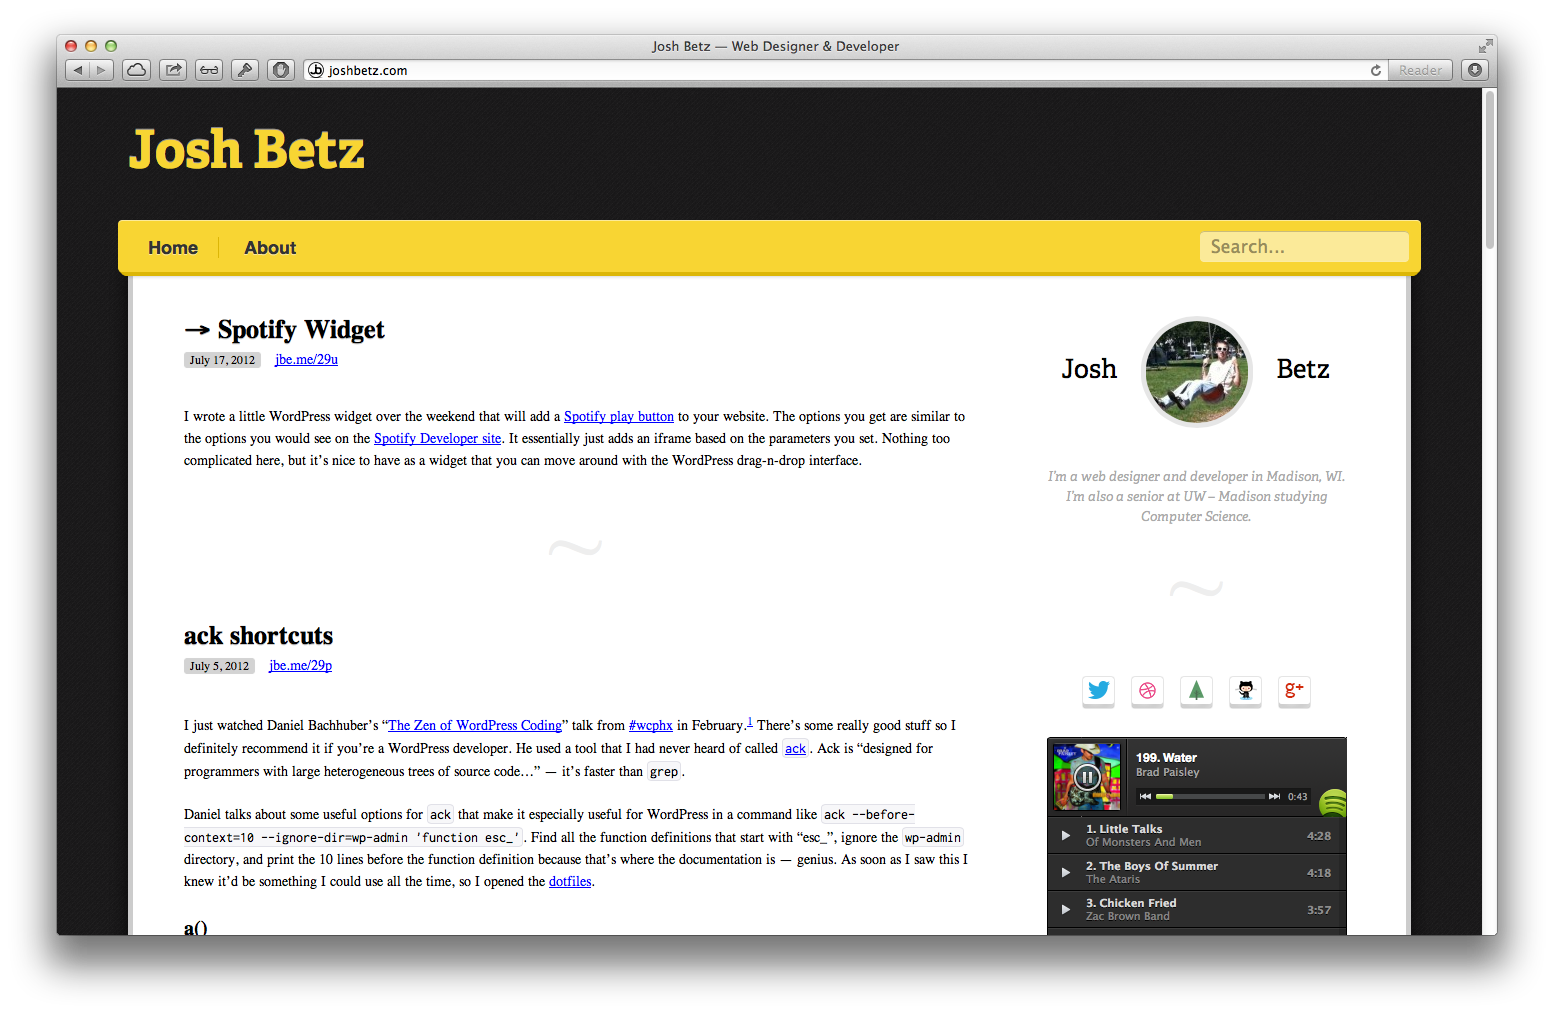 Josh Betz — Web Designer & Developer
joshbetz.com
Reader
Josh Betz
Home
About
Search...
→ Spotify Widget
July 17, 2012 jbe.me/29u
I wrote a little WordPress widget over the weekend that will add a Spotify play button to your website. The options you get are similar to
the options you would see on the Spotify Developer site. It essentially just adds an iframe based on the parameters you set. Nothing too
complicated here, but it’s nice to have as a widget that you can move around with the WordPress drag-n-drop interface.
~
ack shortcuts
July 5, 2012 jbe.me/29p
I just watched Daniel Bachhuber’s “The Zen of WordPress Coding” talk from #wcphx in February.1 There’s some really good stuff so I
definitely recommend it if you’re a WordPress developer. He used a tool that I had never heard of called ack. Ack is “designed for
programmers with large heterogeneous trees of source code…” — it’s faster than grep.
Daniel talks about some useful options for ack that make it especially useful for WordPress in a command like ack --before-
context=10 --ignore-dir=wp-admin 'function esc_'. Find all the function definitions that start with “esc_”, ignore the wp-admin
directory, and print the 10 lines before the function definition because that’s where the documentation is — genius. As soon as I saw this I
knew it’d be something I could use all the time, so I opened the dotfiles.
a()
Josh Betz
I'm a web designer and developer in Madison, WI.
I'm also a senior at UW – Madison studying
Computer Science.
~
g+
199. Water
Brad Paisley
0:43
1. Little Talks
Of Monsters And Men
4:28
2. The Boys Of Summer
The Ataris
4:18
3. Chicken Fried
Zac Brown Band
3:57